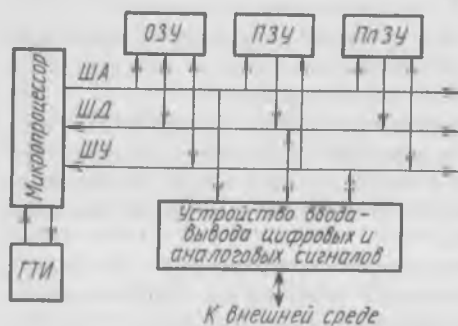 ОЗУ
ПЗУ
ПпЗУ
Микропроцессор
ША
ШД
ШУ
ГТИ
Устройство ввода-
вывода цифровых и
аналоговых сигналов
К внешней среде